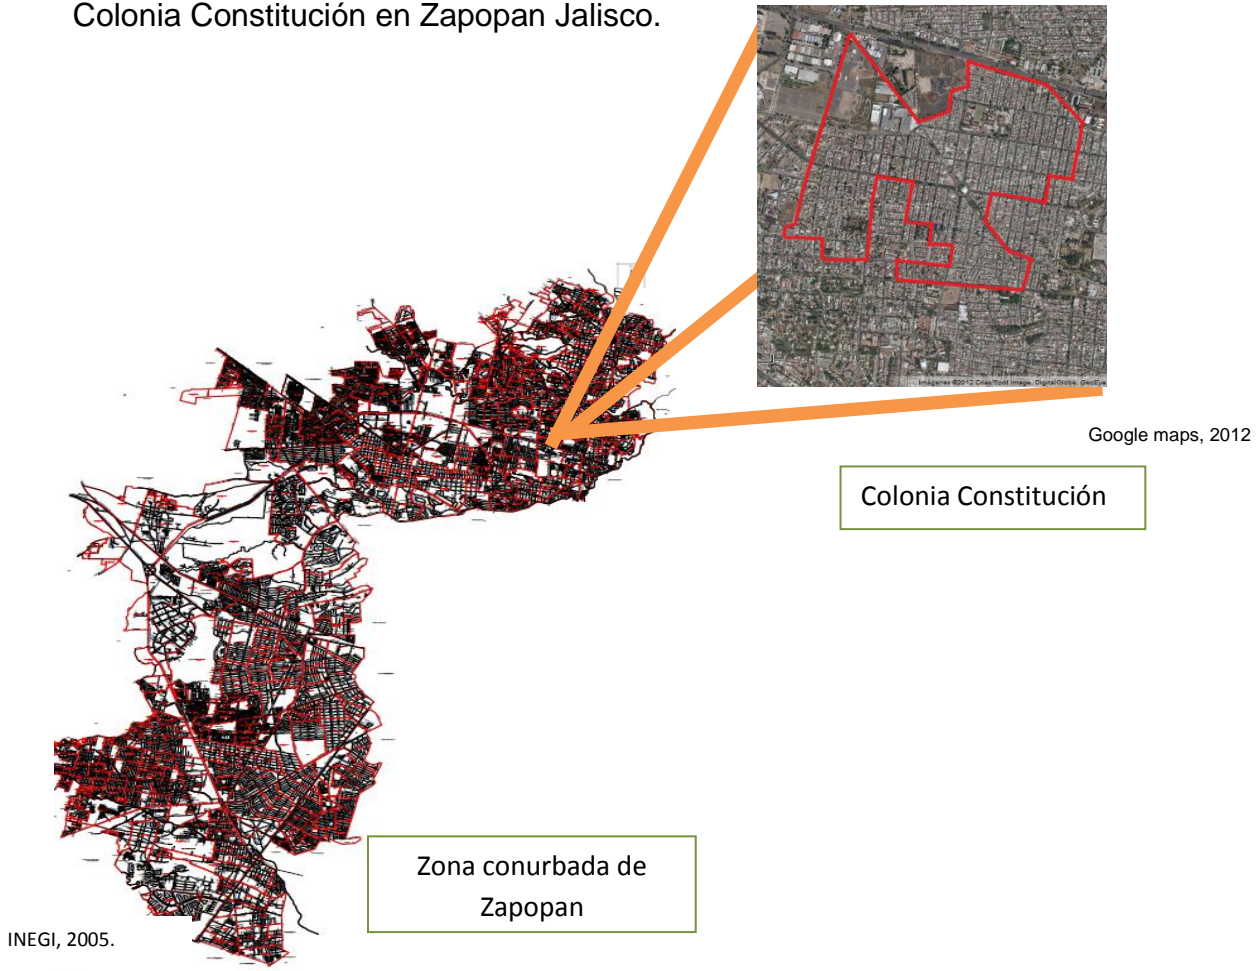 Colonia Constitución en Zapopan Jalisco.
Google maps, 2012
Colonia Constitución
Zona conurbada de
Zapopan
INEGI, 2005.